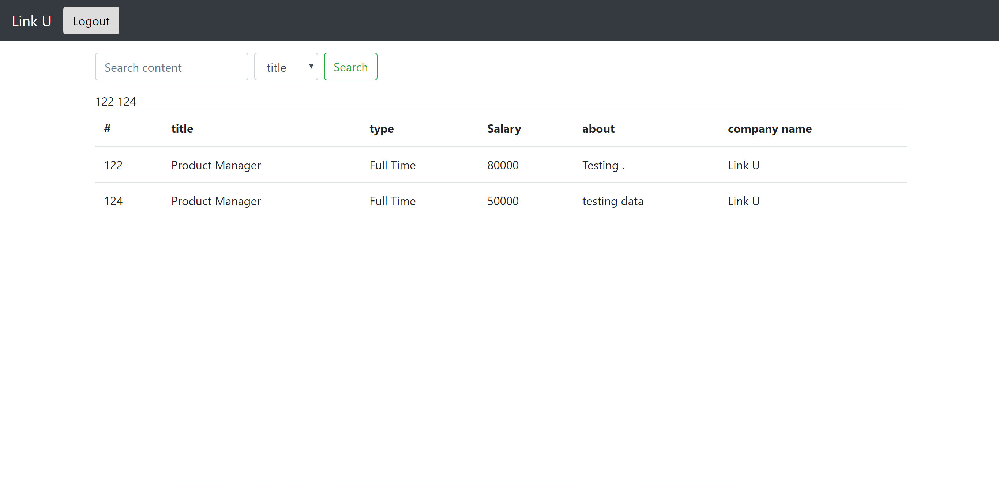 Link U Logout
Search content title Search
122 124
# title type Salary about company name
122 Product Manager Full Time 80000 Testing . Link U
124 Product Manager Full Time 50000 testing data Link U